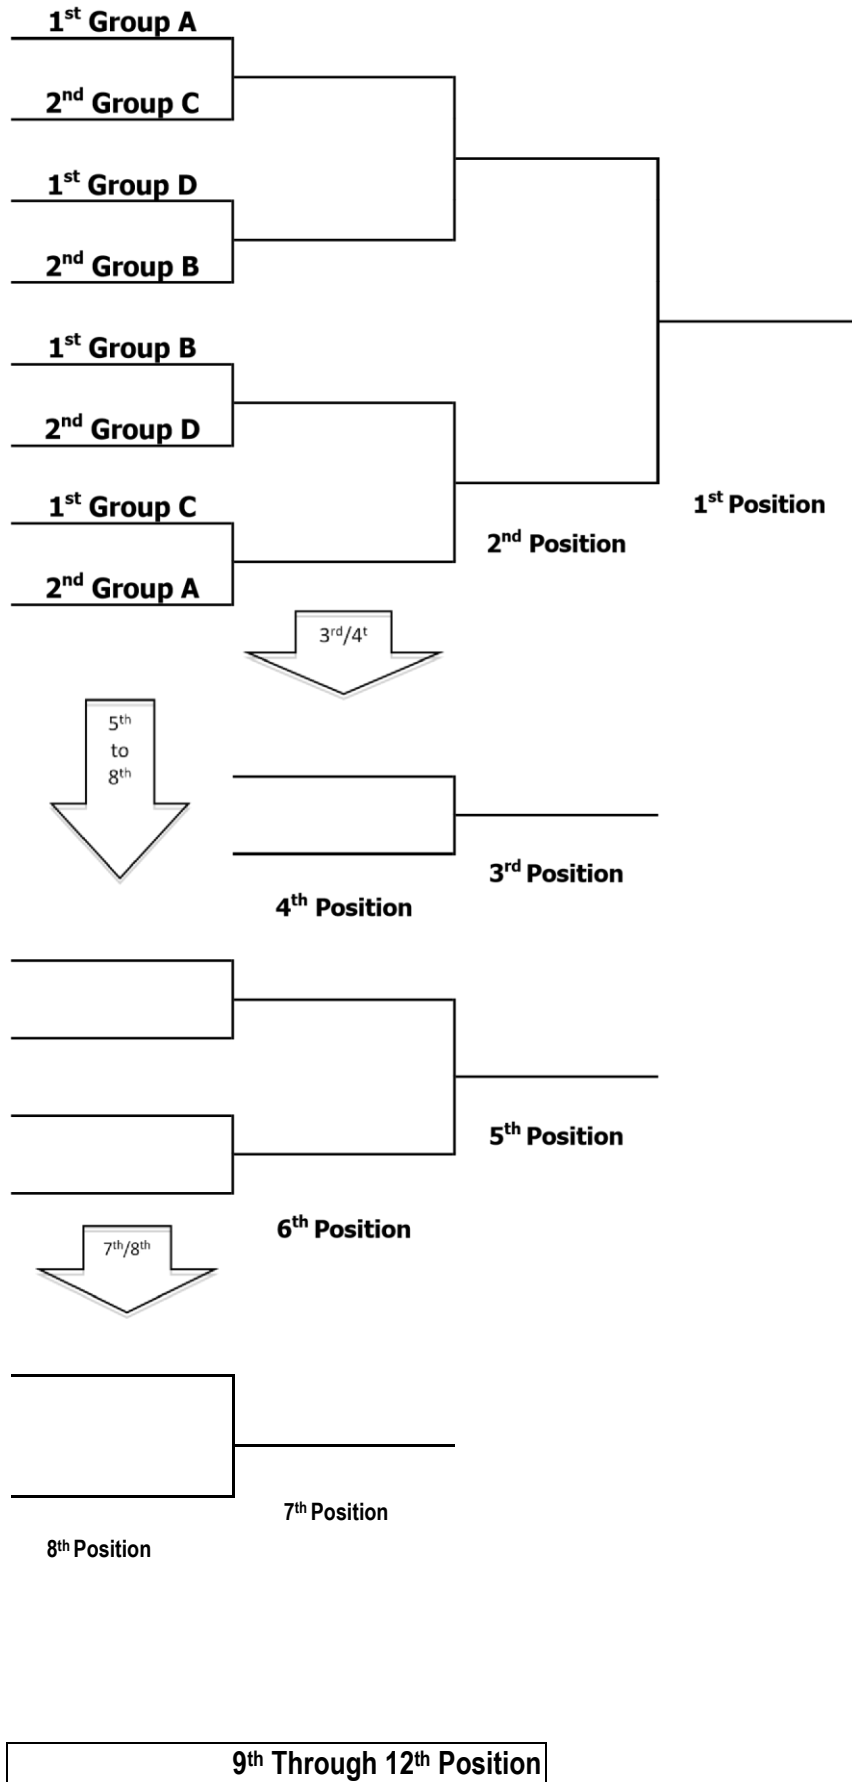 1st Group A
2nd Group C
1st Group D
2nd Group B
1st Group B
2nd Group D
1st Group C
1st Position
2nd Position
2nd Group A
3rd/4t
5th
to
8th
3rd Position
4th Position
5th Position
6th Position
7th/8th
7th Position
8th Position
9th Through 12th Position